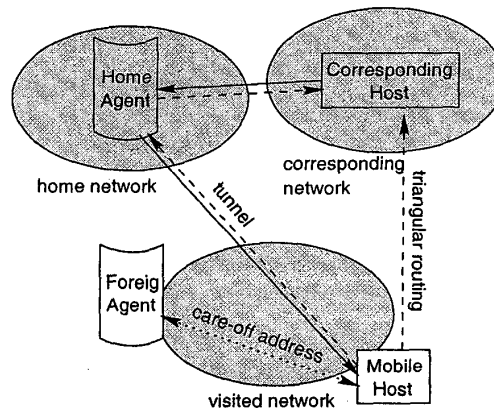 Home
Agent
Corresponding
Host
home network
corresponding
network
tunnel
triangular routing
Foreig
Agent
care-off address
Mobile
Host
visited network